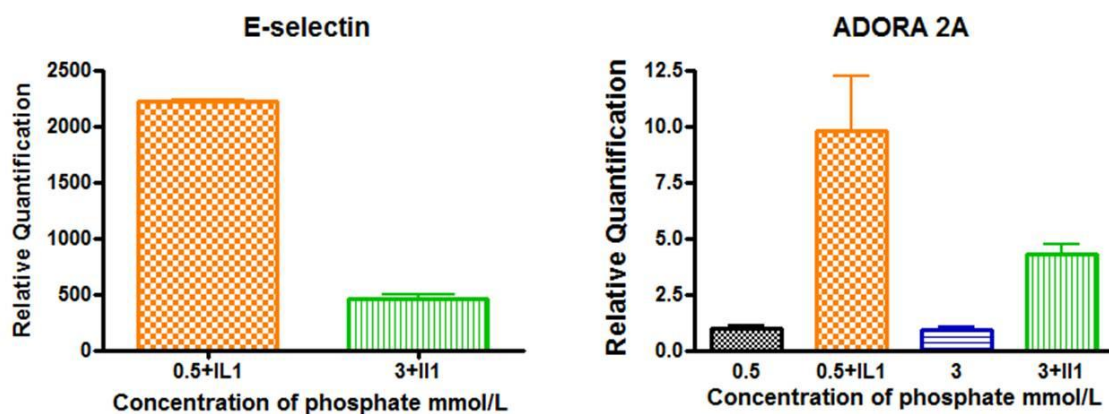 E-selectin
Relative Quantification
2500
2000
1500
1000
500
0
0.5+IL1
3+Il1
Concentration of phosphate mmol/L
ADORA 2A
Relative Quantification
12.5
10.0
7.5
5.0
2.5
0.0
0.5
0.5+IL1
3
3+Il1
Concentration of phosphate mmol/L